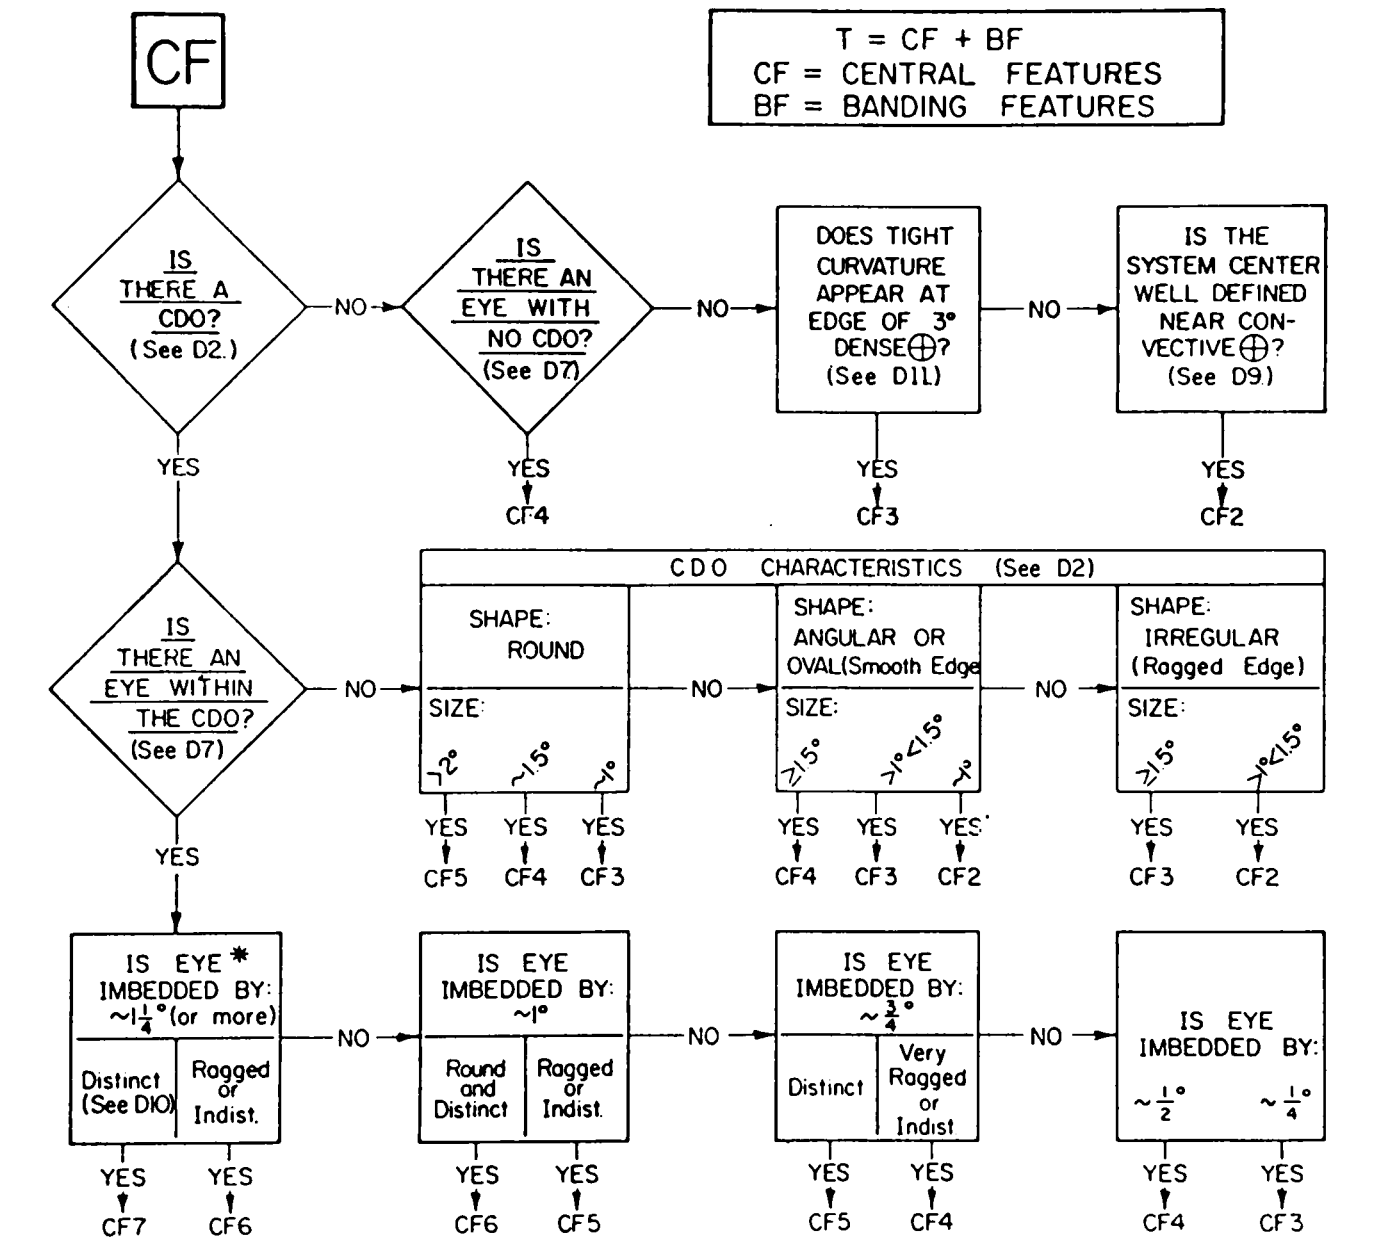 CF
T = CF + BF
CF = CENTRAL FEATURES
BF = BANDING FEATURES
IS
THERE A
CDO?
(See D2.)
NO
IS
THERE AN
EYE WITH
NO CDO?
(See D7.)
NO
DOES TIGHT
CURVATURE
APPEAR AT
EDGE OF 3°
DENSE⨁?
(See D11.)
NO
IS THE
SYSTEM CENTER
WELL DEFINED
NEAR CON-
VECTIVE⨁?
(See D9.)
YES
YES
CF4
YES
CF3
YES
CF2
IS
THERE AN
EYE WITHIN
THE CDO?
(See D7.)
NO
CDO CHARACTERISTICS (See D2)
SHAPE:
ROUND
SIZE:
>2° ~1.5° ~1°
NO
SHAPE:
ANGULAR OR
OVAL(Smooth Edge
SIZE:
≥1.5° >1°<1.5° ~1°
NO
SHAPE:
IRREGULAR
(Ragged Edge)
SIZE:
≥1.5° >1°<1.5°
YES YES YES
CF5 CF4 CF3
YES YES YES
CF4 CF3 CF2
YES YES
CF3 CF2
YES
IS EYE *
IMBEDDED BY:
~1 1/4° (or more)
Distinct
(See D10)
Ragged
or
Indist.
NO
IS EYE
IMBEDDED BY:
~1°
Round
and
Distinct
Ragged
or
Indist.
NO
IS EYE
IMBEDDED BY:
~ 3/4°
Distinct
Very
Ragged
or
Indist
NO
IS EYE
IMBEDDED BY:
~ 1/2° ~ 1/4°
YES YES
CF7 CF6
YES YES
CF6 CF5
YES YES
CF5 CF4
YES YES
CF4 CF3